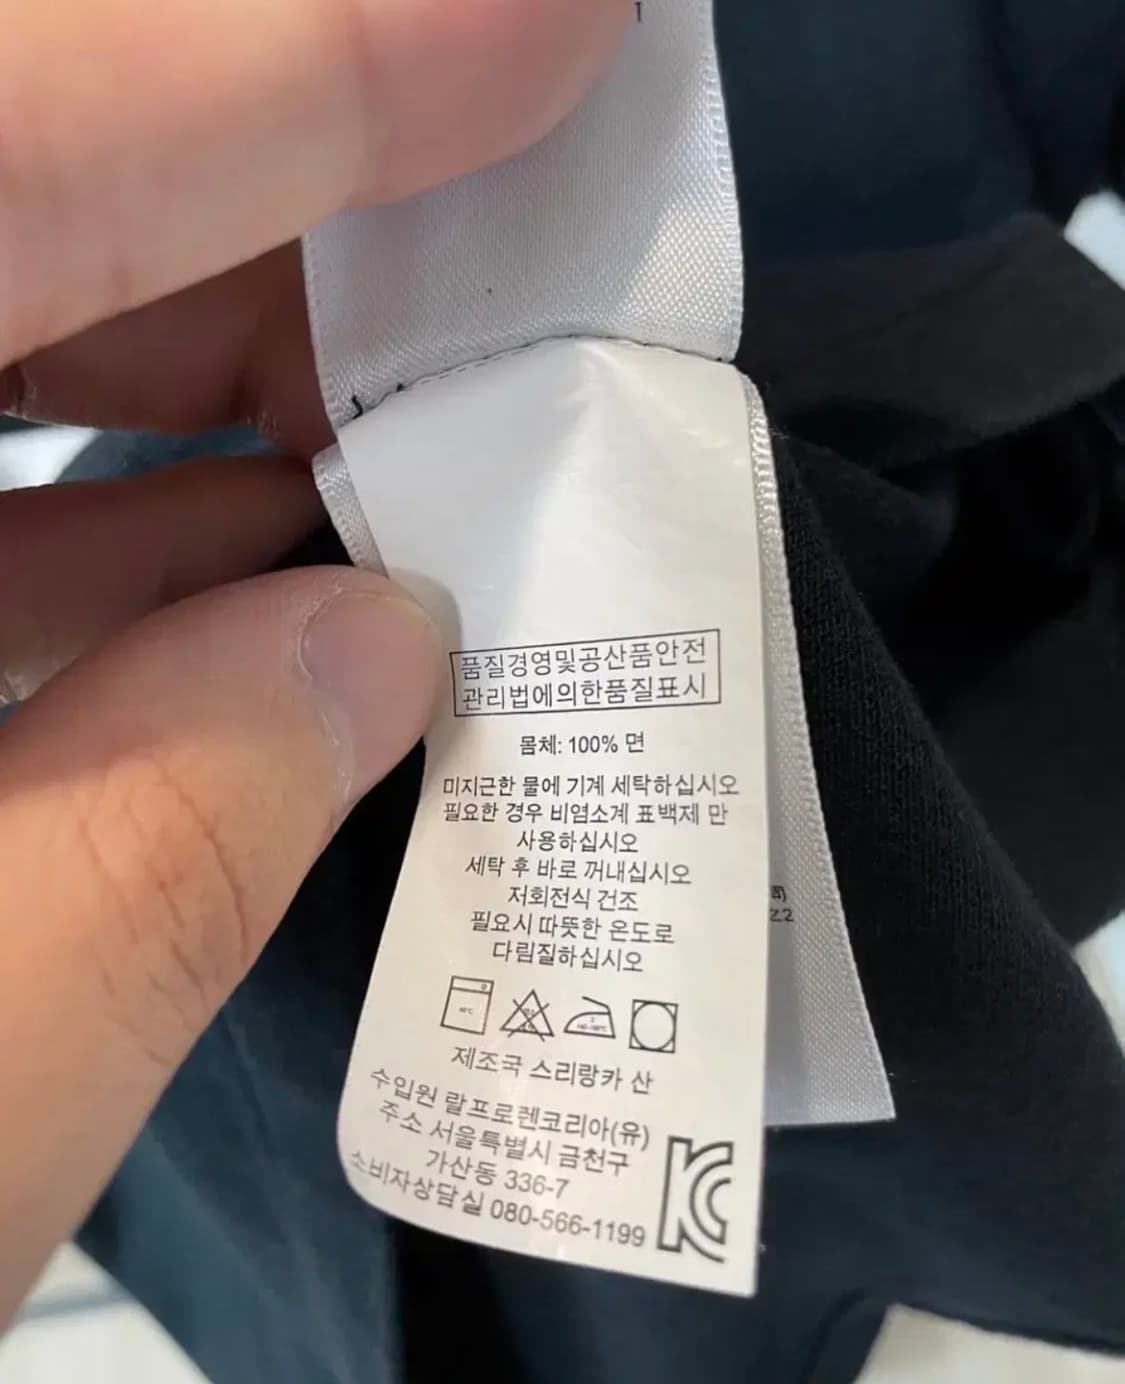 1
품질경영및공산품안전
관리법에의한품질표시
몸체: 100% 면
미지근한 물에 기계 세탁하십시오
필요한 경우 비염소계 표백제 만
사용하십시오
세탁 후 바로 꺼내십시오
저회전식 건조
필요시 따뜻한 온도로
다림질하십시오
제조국 스리랑카 산
수입원 랄프로렌코리아(유)
주소 서울특별시 금천구
가산동 336-7
소비자상담실 080-566-1199